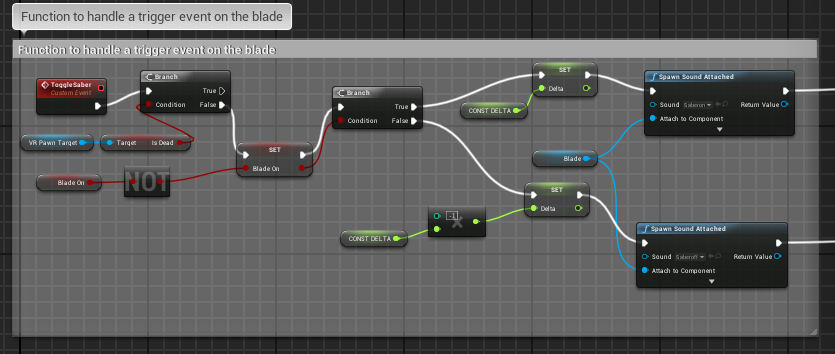 Function to handle a trigger event on the blade
Function to handle a trigger event on the blade
ToggleSaber
Custom Event
Branch
True
Condition
False
VR Pawn Target
Target
Is Dead
Blade On
NOT
SET
Blade On
Branch
True
Condition
False
CONST DELTA
SET
Delta
Spawn Sound Attached
Sound
Saberon
Return Value
Attach to Component
Blade
CONST DELTA
-1
SET
Delta
Spawn Sound Attached
Sound
Saberoff
Return Value
Attach to Component